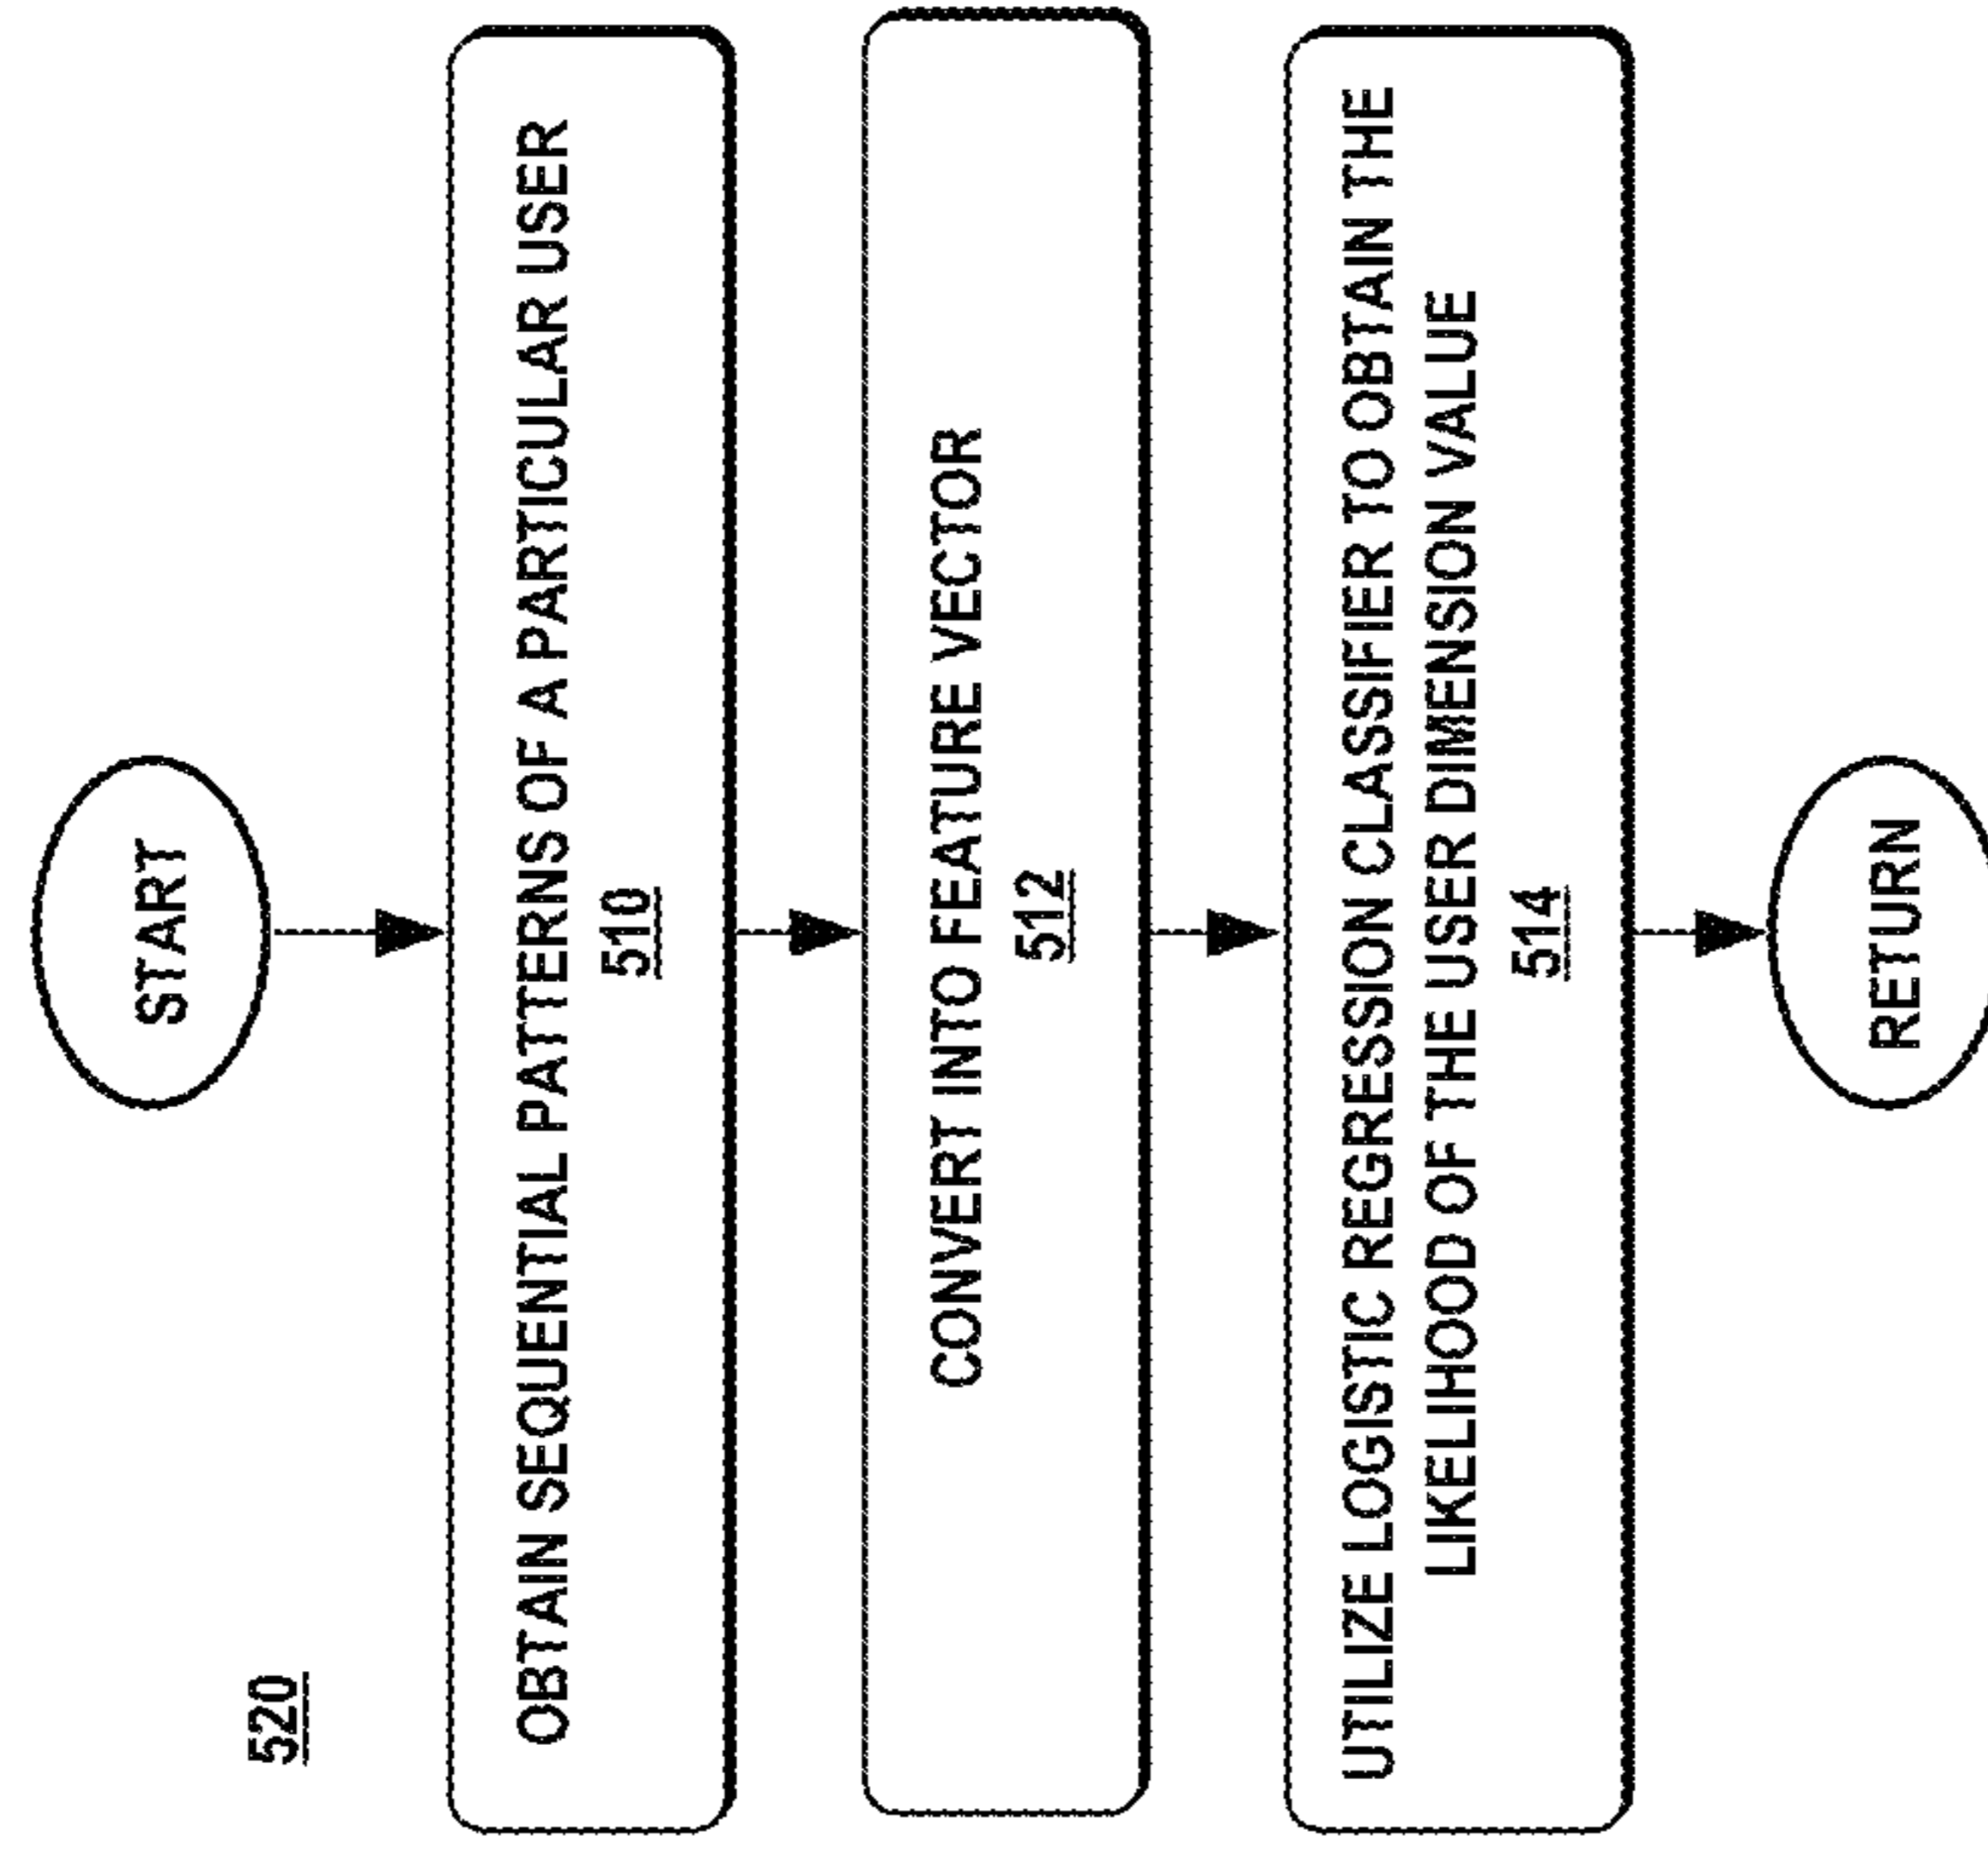 520
START
OBTAIN SEQUENTIAL PATTERNS OF A PARTICULAR USER
510
CONVERT INTO FEATURE VECTOR
512
UTILIZE LOGISTIC REGRESSION CLASSIFIER TO OBTAIN THE
LIKELIHOOD OF THE USER DIMENSION VALUE
514
RETURN